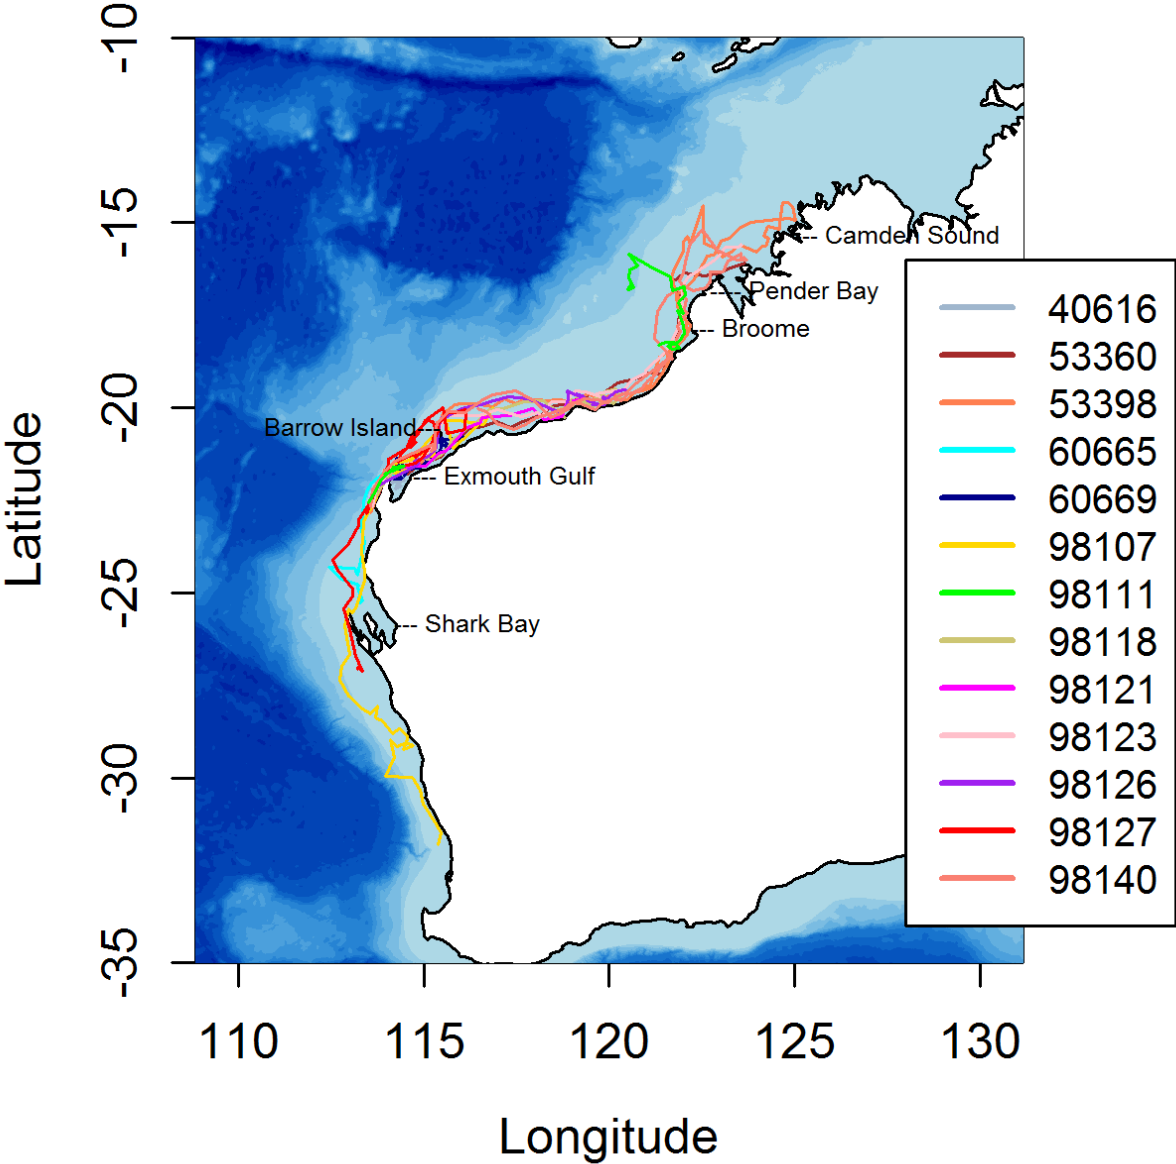 -10
-15
-20
-25
-30
-35
Latitude
Camden Sound
Pender Bay
Broome
Barrow Island
Exmouth Gulf
Shark Bay
40616
53360
53398
60665
60669
98107
98111
98118
98121
98123
98126
98127
98140
110 115 120 125 130
Longitude